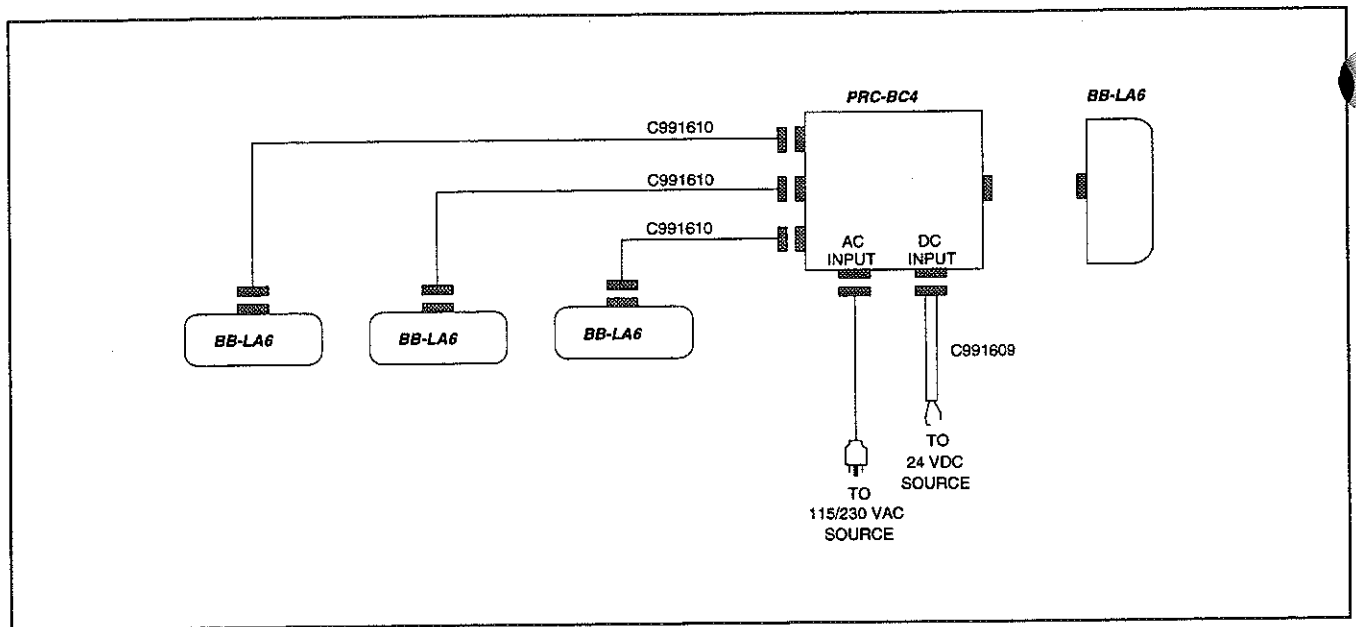 PRC-BC4
BB-LA6
C991610
C991610
C991610
AC
INPUT
DC
INPUT
BB-LA6
BB-LA6
BB-LA6
C991609
TO
24 VDC
SOURCE
TO
115/230 VAC
SOURCE